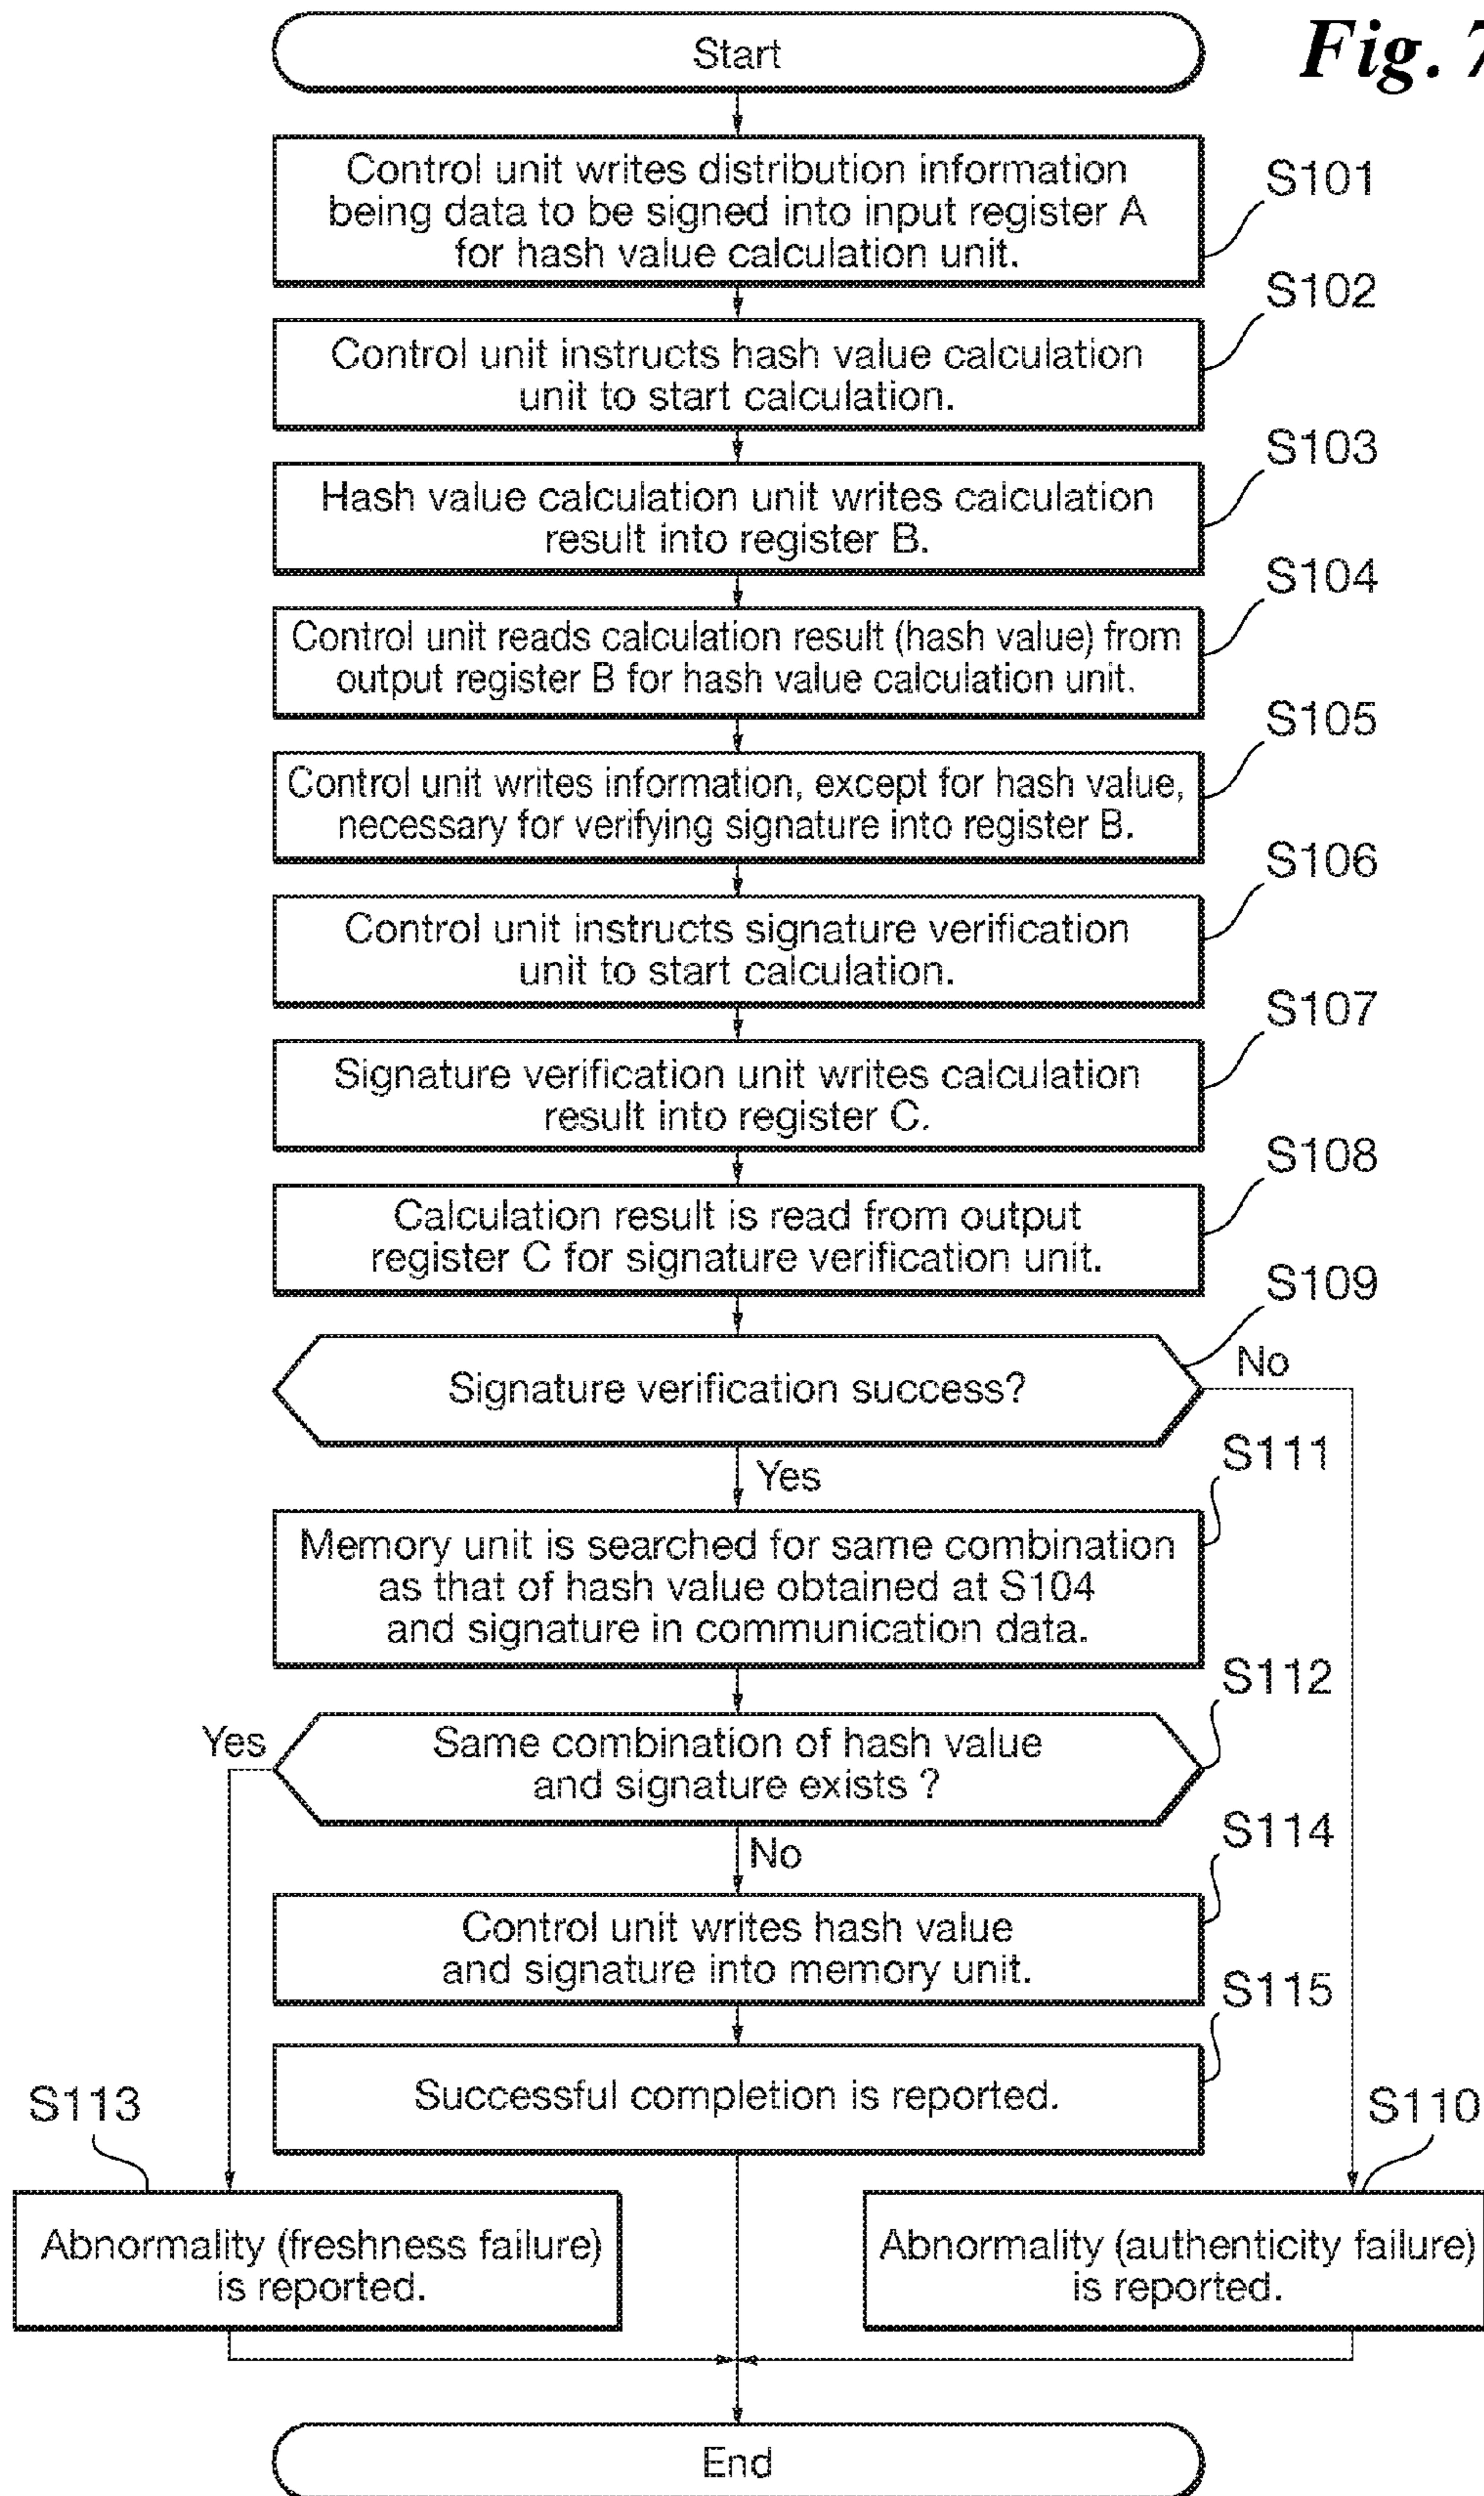 Fig. 7
Start
Control unit writes distribution information
being data to be signed into input register A
for hash value calculation unit.
S101
Control unit instructs hash value calculation
unit to start calculation.
S102
Hash value calculation unit writes calculation
result into register B.
S103
Control unit reads calculation result (hash value) from
output register B for hash value calculation unit.
S104
Control unit writes information, except for hash value,
necessary for verifying signature into register B.
S105
Control unit instructs signature verification
unit to start calculation.
S106
Signature verification unit writes calculation
result into register C.
S107
Calculation result is read from output
register C for signature verification unit.
S108
Signature verification success?
S109
No
Yes
Memory unit is searched for same combination
as that of hash value obtained at S104
and signature in communication data.
S111
Same combination of hash value
and signature exists ?
S112
Yes
No
Control unit writes hash value
and signature into memory unit.
S114
Successful completion is reported.
S115
S113
Abnormality (freshness failure)
is reported.
S110
Abnormality (authenticity failure)
is reported.
End